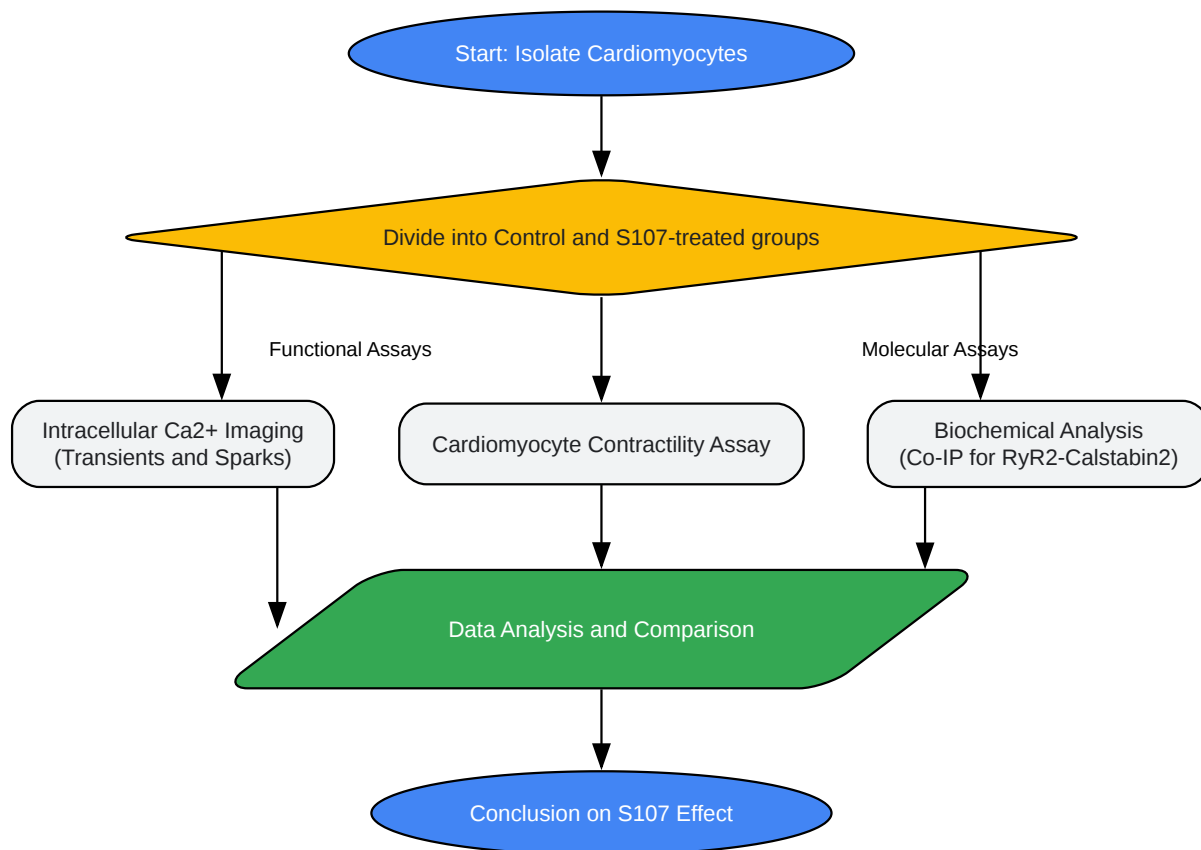 Start: Isolate Cardiomyocytes
Divide into Control and S107-treated groups
Functional Assays
Molecular Assays
Intracellular Ca2+ Imaging
(Transients and Sparks)
Cardiomyocyte Contractility Assay
Biochemical Analysis
(Co-IP for RyR2-Calstabin2)
Data Analysis and Comparison
Conclusion on S107 Effect